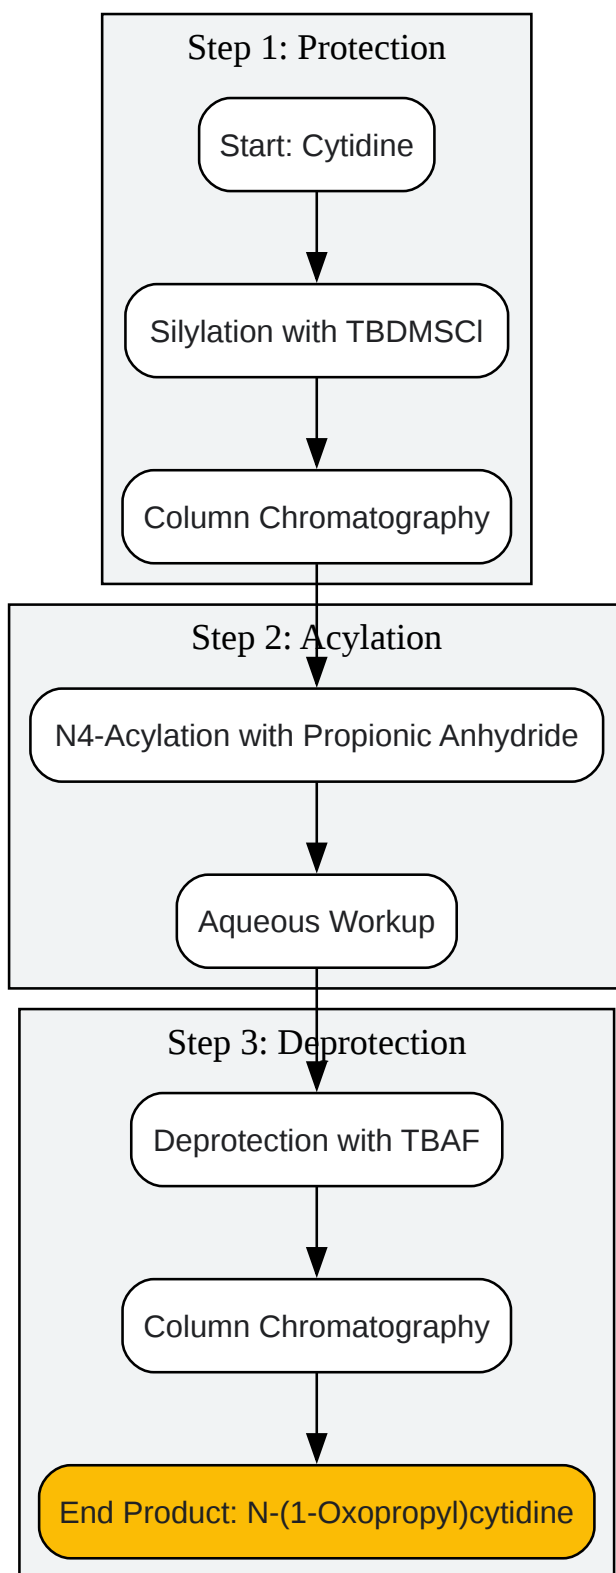 Step 1: Protection
Start: Cytidine
Silylation with TBDMSCl
Column Chromatography
Step 2: Acylation
N4-Acylation with Propionic Anhydride
Aqueous Workup
Step 3: Deprotection
Deprotection with TBAF
Column Chromatography
End Product: N-(1-Oxopropyl)cytidine